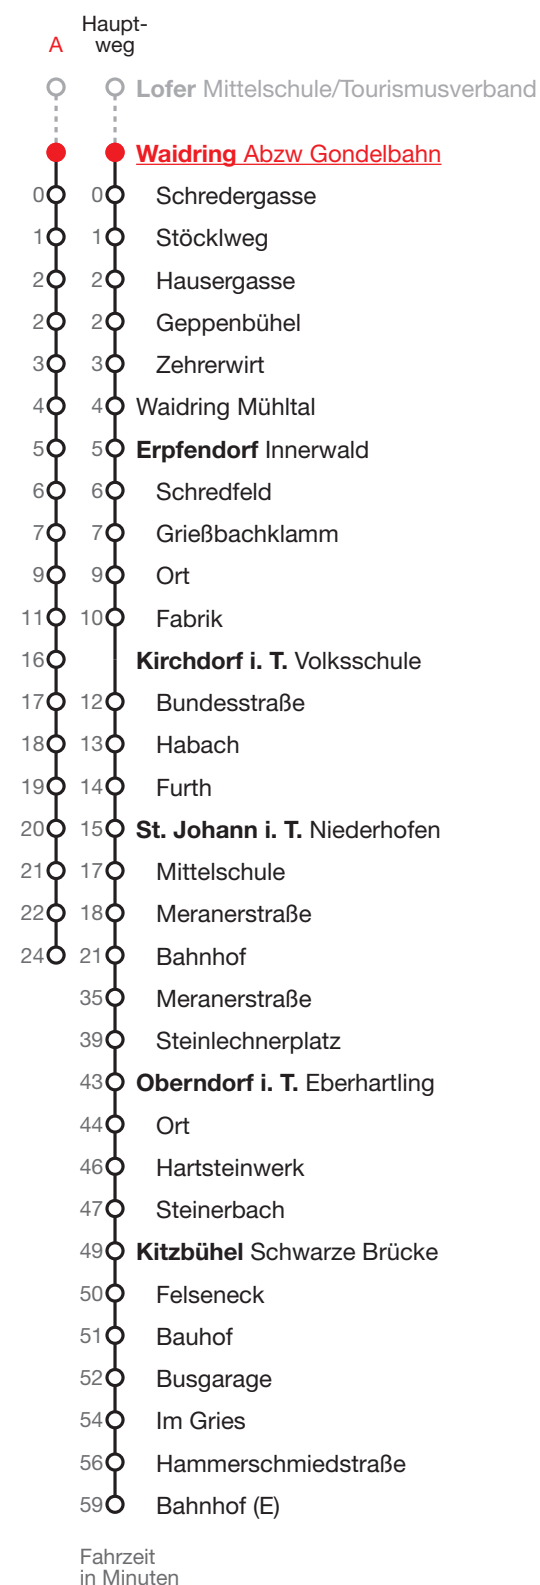 Haupt-
A weg
Lofer Mittelschule/Tourismusverband
Waidring Abzw Gondelbahn
0 0 Schredergasse
1 1 Stöcklweg
2 2 Hausergasse
2 2 Geppenbühel
3 3 Zehrerwirt
4 4 Waidring Mühltal
5 5 Erpfendorf Innerwald
6 6 Schredfeld
7 7 Grießbachklamm
9 9 Ort
11 10 Fabrik
16 Kirchdorf i. T. Volksschule
17 12 Bundesstraße
18 13 Habach
19 14 Furth
20 15 St. Johann i. T. Niederhofen
21 17 Mittelschule
22 18 Meranerstraße
24 21 Bahnhof
35 Meranerstraße
39 Steinlechnerplatz
43 Oberndorf i. T. Eberhartling
44 Ort
46 Hartsteinwerk
47 Steinerbach
49 Kitzbühel Schwarze Brücke
50 Felseneck
51 Bauhof
52 Busgarage
54 Im Gries
56 Hammerschmiedstraße
59 Bahnhof (E)
Fahrzeit
in Minuten